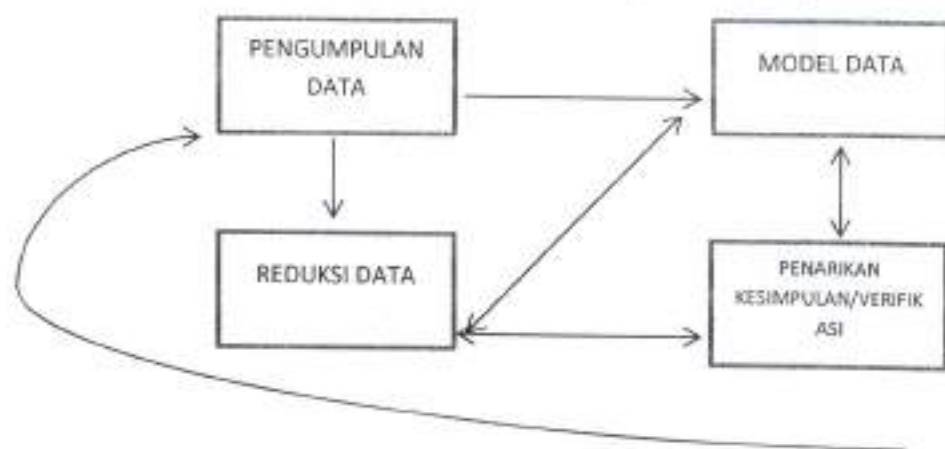 PENGUMPULAN
DATA
MODEL DATA
REDUKSI DATA
PENARIKAN
KESIMPULAN/VERIFIK
ASI